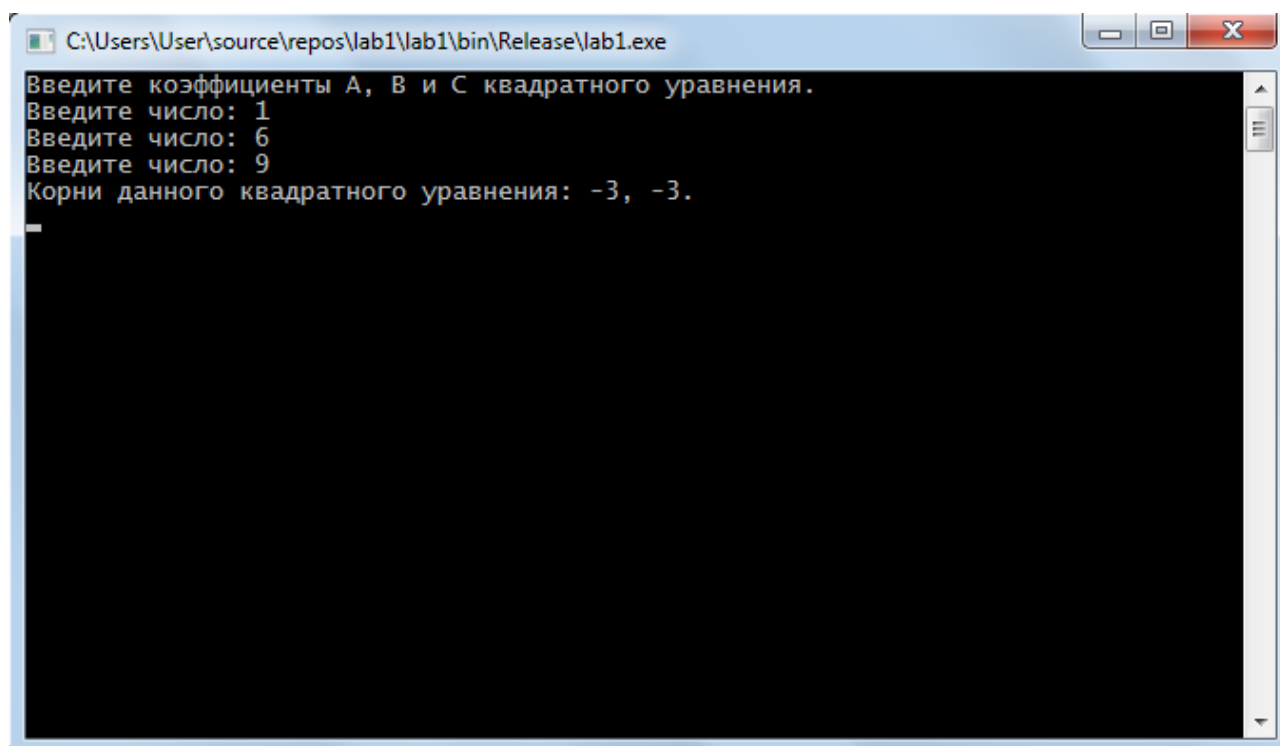 C:\Users\User\source\repos\lab1\lab1\bin\Release\lab1.exe
Введите коэффициенты A, B и C квадратного уравнения.
Введите число: 1
Введите число: 6
Введите число: 9
Корни данного квадратного уравнения: -3, -3.